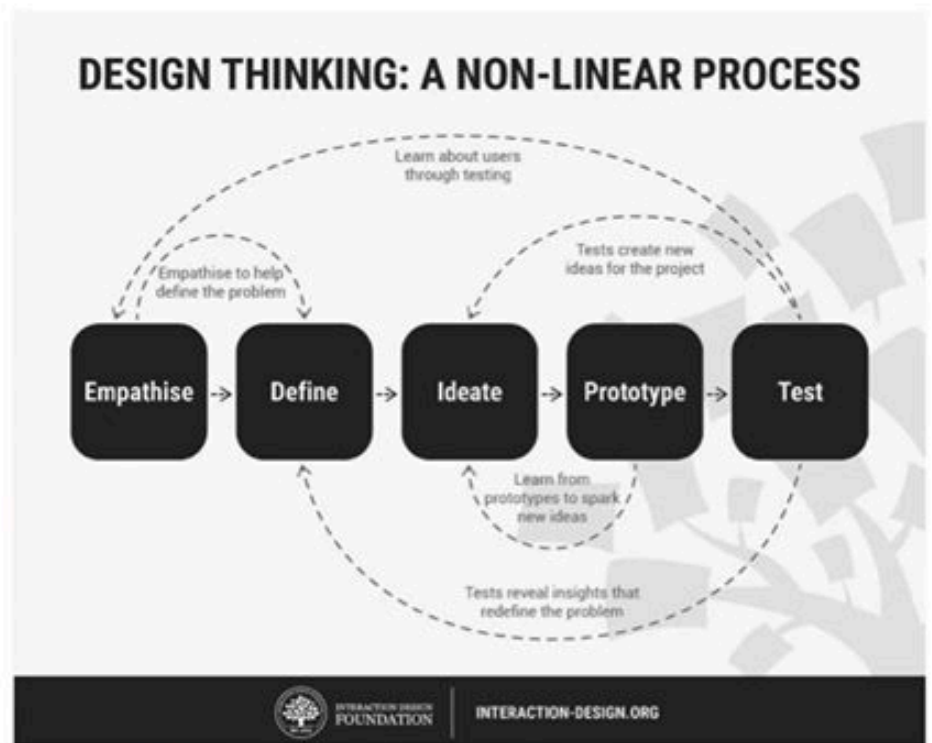 DESIGN THINKING: A NON-LINEAR PROCESS
Learn about users
through testing
Tests create new
ideas for the project
Empathise to help
define the problem
Empathise
Define
Ideate
Prototype
Test
Learn from
prototypes to spark
new ideas
Tests reveal insights that
redefine the problem
INTERACTION DESIGN
FOUNDATION
INTERACTION-DESIGN.ORG